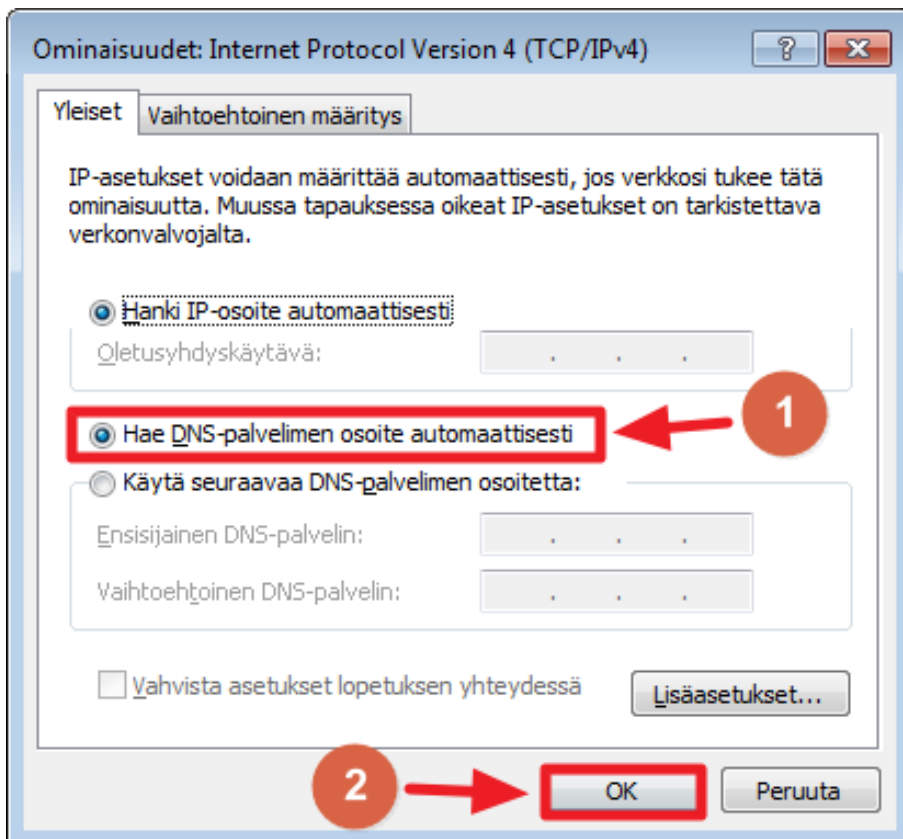 Ominaisuudet: Internet Protocol Version 4 (TCP/IPv4)
Yleiset
Vaihtoehtoinen määritys
IP-asetukset voidaan määrittää automaattisesti, jos verkkosi tukee tätä
ominaisuutta. Muussa tapauksessa oikeat IP-asetukset on tarkistettava
verkonvalvojalta.
Hanki IP-osoite automaattisesti
Oletusyhdyskäytävä:
Hae DNS-palvelimen osoite automaattisesti
1
Käytä seuraavaa DNS-palvelimen osoitetta:
Ensisijainen DNS-palvelin:
Vaihtoehtoinen DNS-palvelin:
Vahvista asetukset lopetuksen yhteydessä
Lisäasetukset...
2
OK
Peruuta